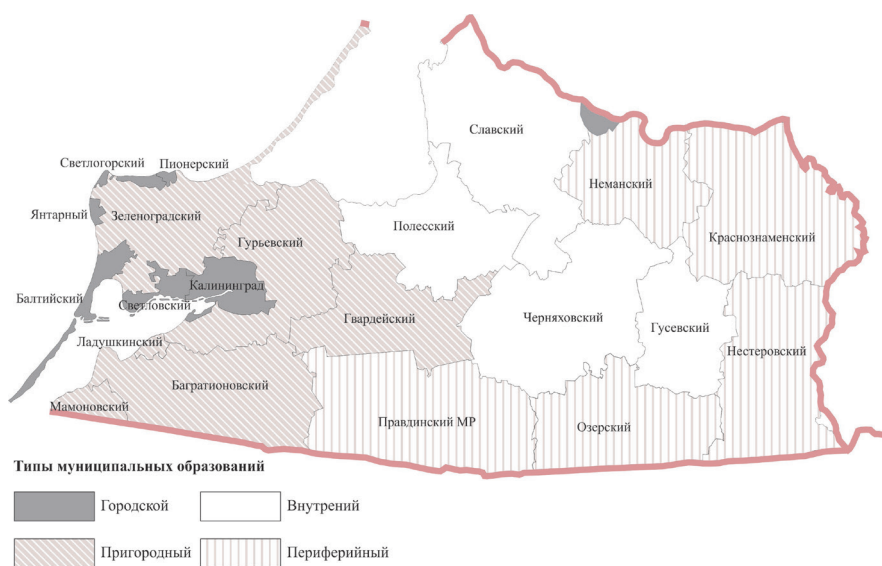 Славский
Светлогорский
Пионерский
Неманский
Янтарный
Зеленоградский
Полесский
Гурьевский
Краснознаменский
Калининград
Балтийский
Светловский
Гвардейский
Черняховский
Гусевский
Ладушкинский
Нестеровский
Багратионовский
Мамоновский
Правдинский МР
Озерский
Типы муниципальных образований
Городской
Внутрений
Пригородный
Периферийный